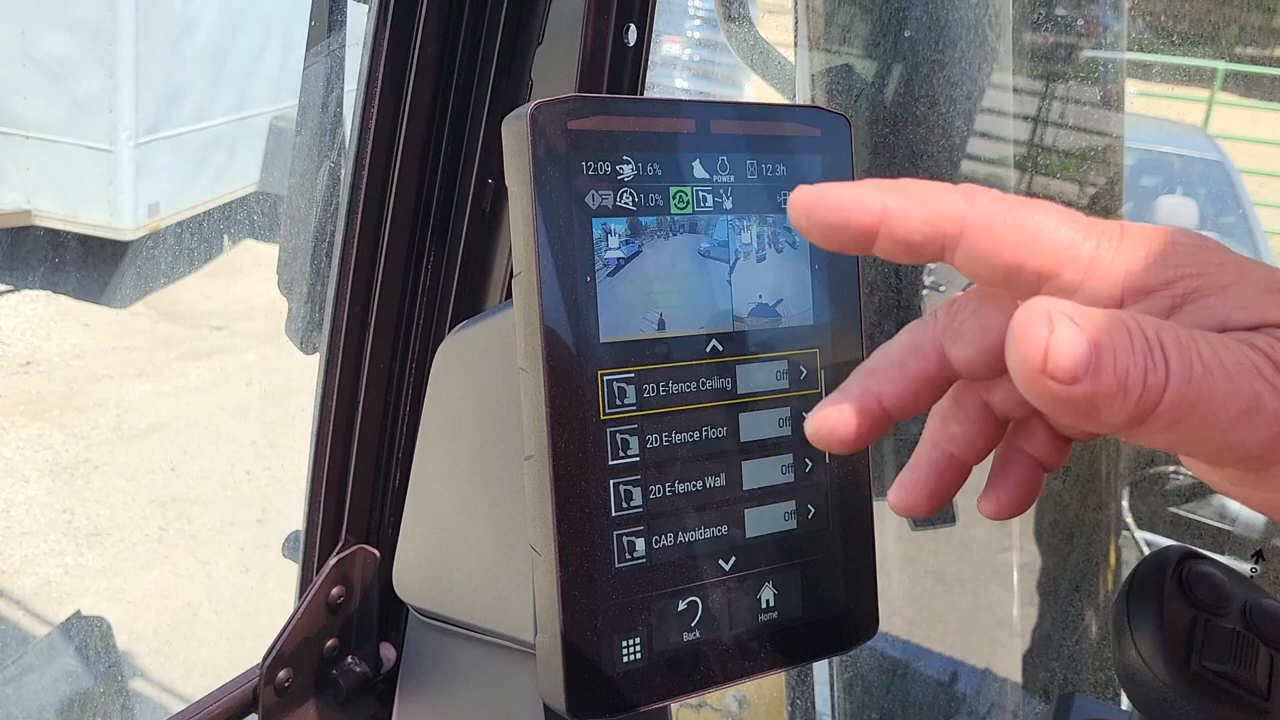 12:09 1.6% POWER 12.3h
1.0% A
2D E-fence Ceiling Off
2D E-fence Floor Off
2D E-fence Wall Off
CAB Avoidance Off
Back Home